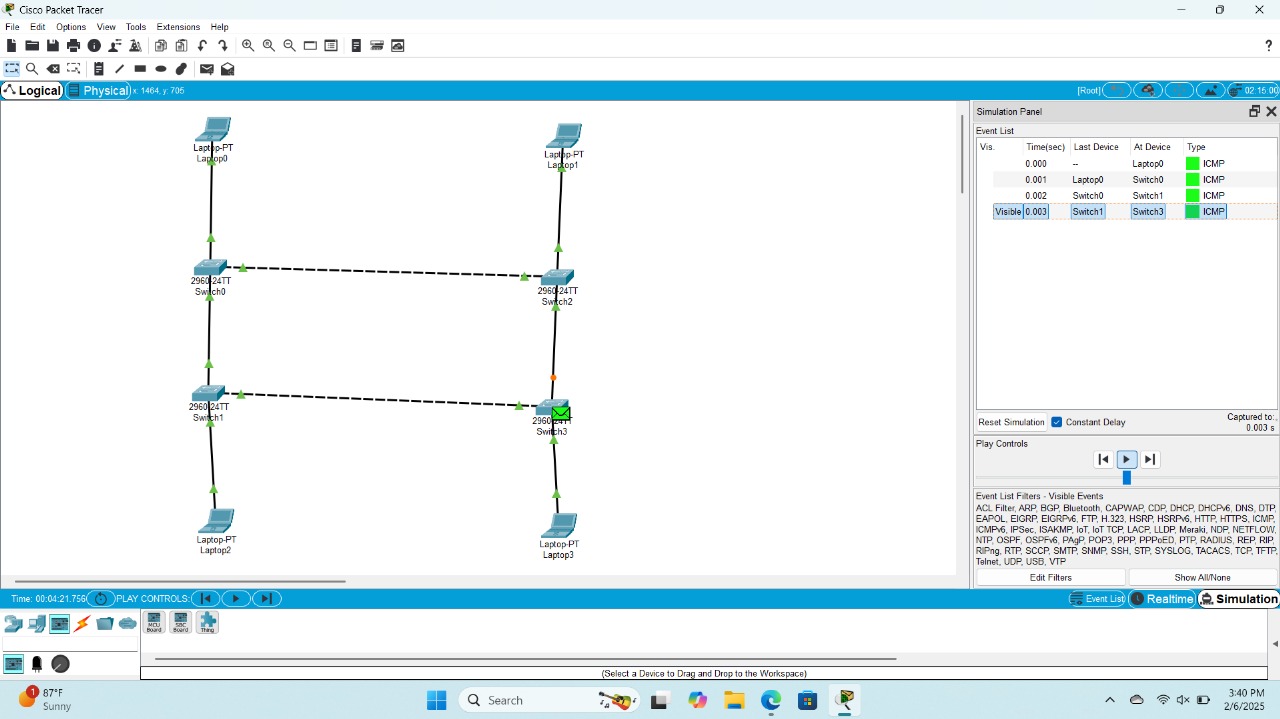 Cisco Packet Tracer
File Edit Options View Tools Extensions Help
?
Logical Physical x: 1464, y: 705 [Root] 02:15:00
Simulation Panel
Event List
Vis. Time(sec) Last Device At Device Type
0.000 -- Laptop0 ICMP
0.001 Laptop0 Switch0 ICMP
0.002 Switch0 Switch1 ICMP
Visible 0.003 Switch1 Switch3 ICMP
Laptop-PT
Laptop0
Laptop-PT
Laptop1
2960-24TT
Switch0
2960-24TT
Switch2
2960-24TT
Switch1
2960-24TT
Switch3
Laptop-PT
Laptop2
Laptop-PT
Laptop3
Reset Simulation Constant Delay Captured to:
0.003 s
Play Controls
Event List Filters - Visible Events
ACL Filter, ARP, BGP, Bluetooth, CAPWAP, CDP, DHCP, DHCPv6, DNS, DTP,
EAPOL, EIGRP, EIGRPv6, FTP, H.323, HSRP, HSRPv6, HTTP, HTTPS, ICMP,
ICMPv6, IPSec, ISAKMP, IoT, IoT TCP, LACP, LLDP, Meraki, NDP, NETFLOW,
NTP, OSPF, OSPFv6, PAgP, POP3, PPP, PPPoED, PTP, RADIUS, REP, RIP,
RIPng, RTP, SCCP, SMTP, SNMP, SSH, STP, SYSLOG, TACACS, TCP, TFTP,
Telnet, UDP, USB, VTP
Edit Filters Show All/None
Time: 00:04:21.756 PLAY CONTROLS: Event List Realtime Simulation
MCU
Board
SBC
Board
Thing
(Select a Device to Drag and Drop to the Workspace)
1
87°F
Sunny
Search
3:40 PM
2/6/2025